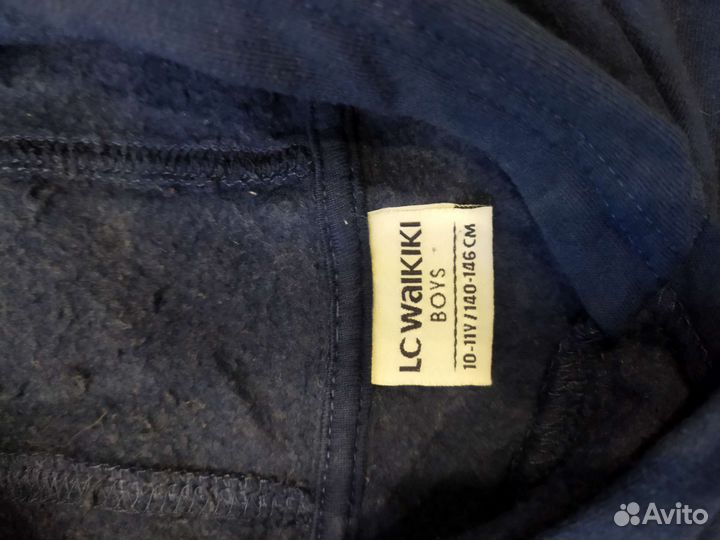 LC WaIKIKI
BOYS
10-11Y/140-146 CM
Avito